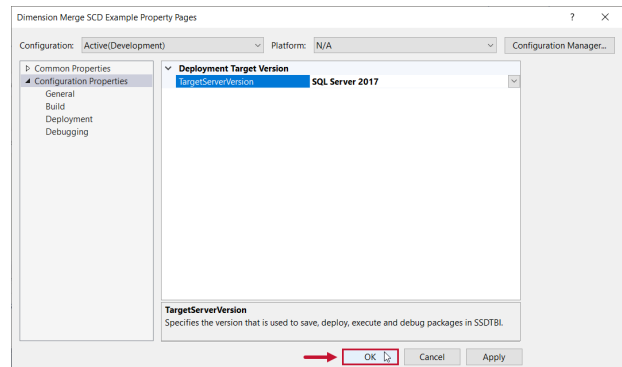 Dimension Merge SCD Example Property Pages
Configuration: Active(Development) Platform: N/A Configuration Manager...
Common Properties
Configuration Properties
General
Build
Deployment
Debugging
Deployment Target Version
TargetServerVersion SQL Server 2017
TargetServerVersion
Specifies the version that is used to save, deploy, execute and debug packages in SSDTBI.
OK Cancel Apply